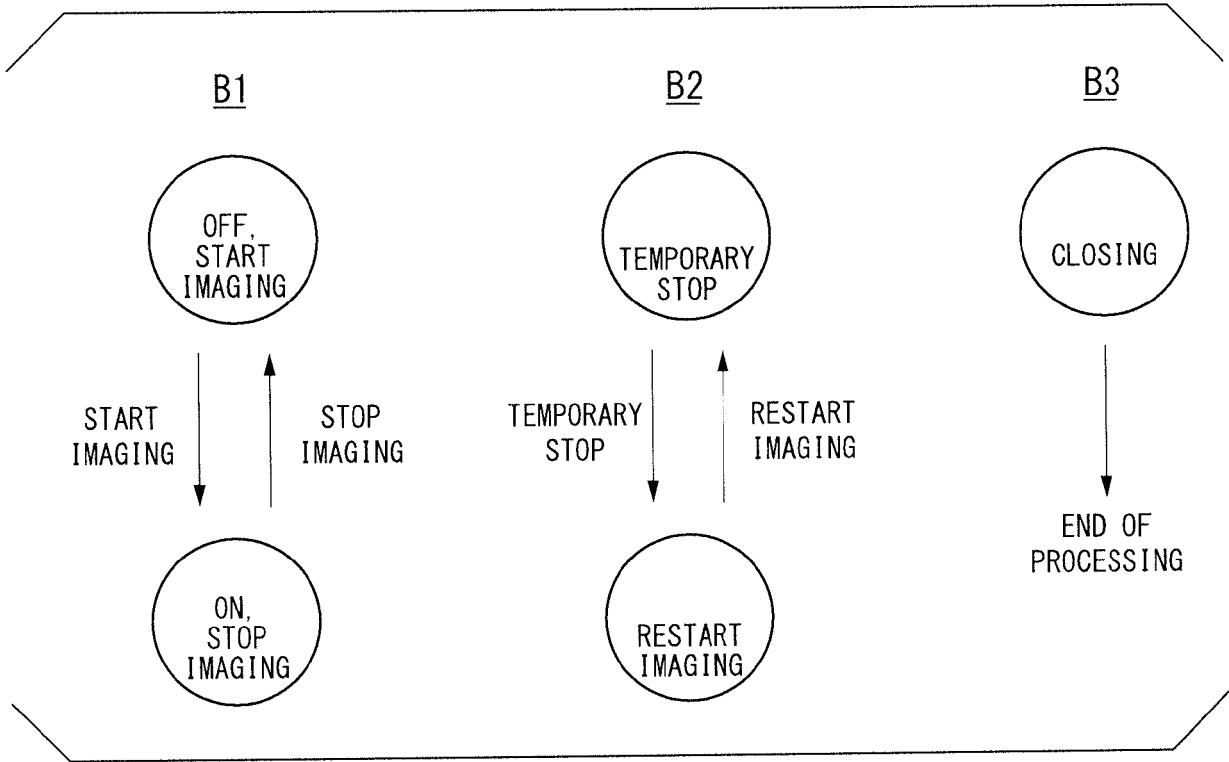 B1
OFF,
START
IMAGING
START
IMAGING
STOP
IMAGING
ON,
STOP
IMAGING
B2
TEMPORARY
STOP
TEMPORARY
STOP
RESTART
IMAGING
RESTART
IMAGING
B3
CLOSING
END OF
PROCESSING